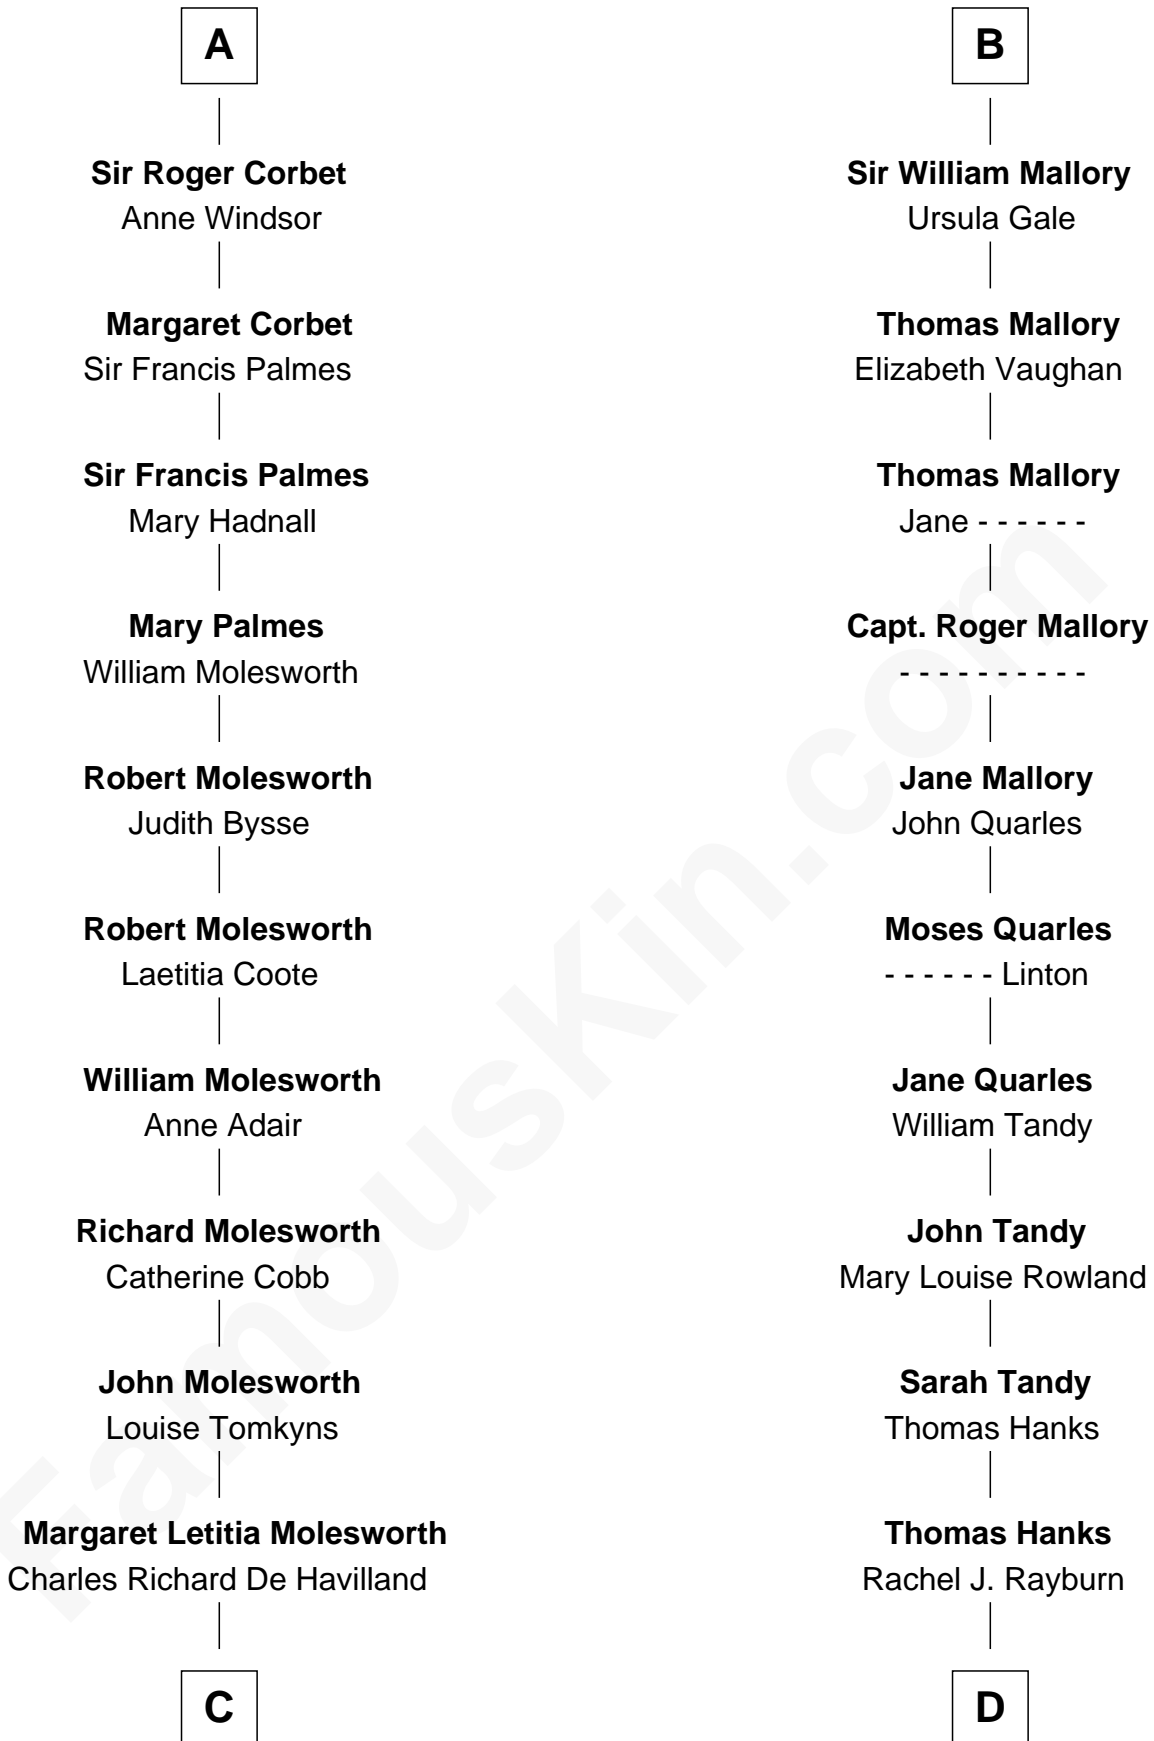 A
Sir Roger Corbet
Anne Windsor
Margaret Corbet
Sir Francis Palmes
Sir Francis Palmes
Mary Hadnall
Mary Palmes
William Molesworth
Robert Molesworth
Judith Bysse
Robert Molesworth
Laetitia Coote
William Molesworth
Anne Adair
Richard Molesworth
Catherine Cobb
John Molesworth
Louise Tomkyns
Margaret Letitia Molesworth
Charles Richard De Havilland
C
B
Sir William Mallory
Ursula Gale
Thomas Mallory
Elizabeth Vaughan
Thomas Mallory
Jane - - - - - -
Capt. Roger Mallory
- - - - - - - - - -
Jane Mallory
John Quarles
Moses Quarles
- - - - - - Linton
Jane Quarles
William Tandy
John Tandy
Mary Louise Rowland
Sarah Tandy
Thomas Hanks
Thomas Hanks
Rachel J. Rayburn
D
FamousKin.com